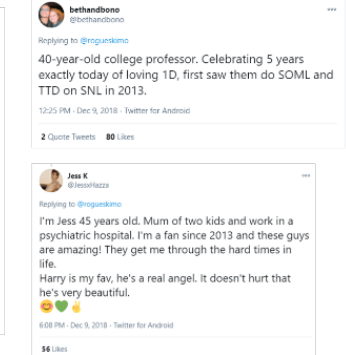 bethandbono
@bethandbono
Replying to @rogueskimo
40-year-old college professor. Celebrating 5 years
exactly today of loving 1D, first saw them do SOML and
TTD on SNL in 2013.
12:25 PM · Dec 9, 2018 · Twitter for Android
2 Quote Tweets 80 Likes
Jess K
@JessxHazza
Replying to @rogueskimo
I'm Jess 45 years old. Mum of two kids and work in a
psychiatric hospital. I'm a fan since 2013 and these guys
are amazing! They get me through the hard times in
life.
Harry is my fav, he's a real angel. It doesn't hurt that
he's very beautiful.
😊💚✌️
6:08 PM · Dec 9, 2018 · Twitter for Android
56 Likes